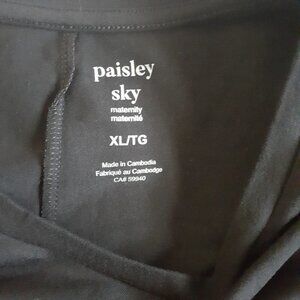 paisley
sky
maternity
maternité
XL/TG
Made in Cambodia
Fabriqué au Cambodge
CA# 59940